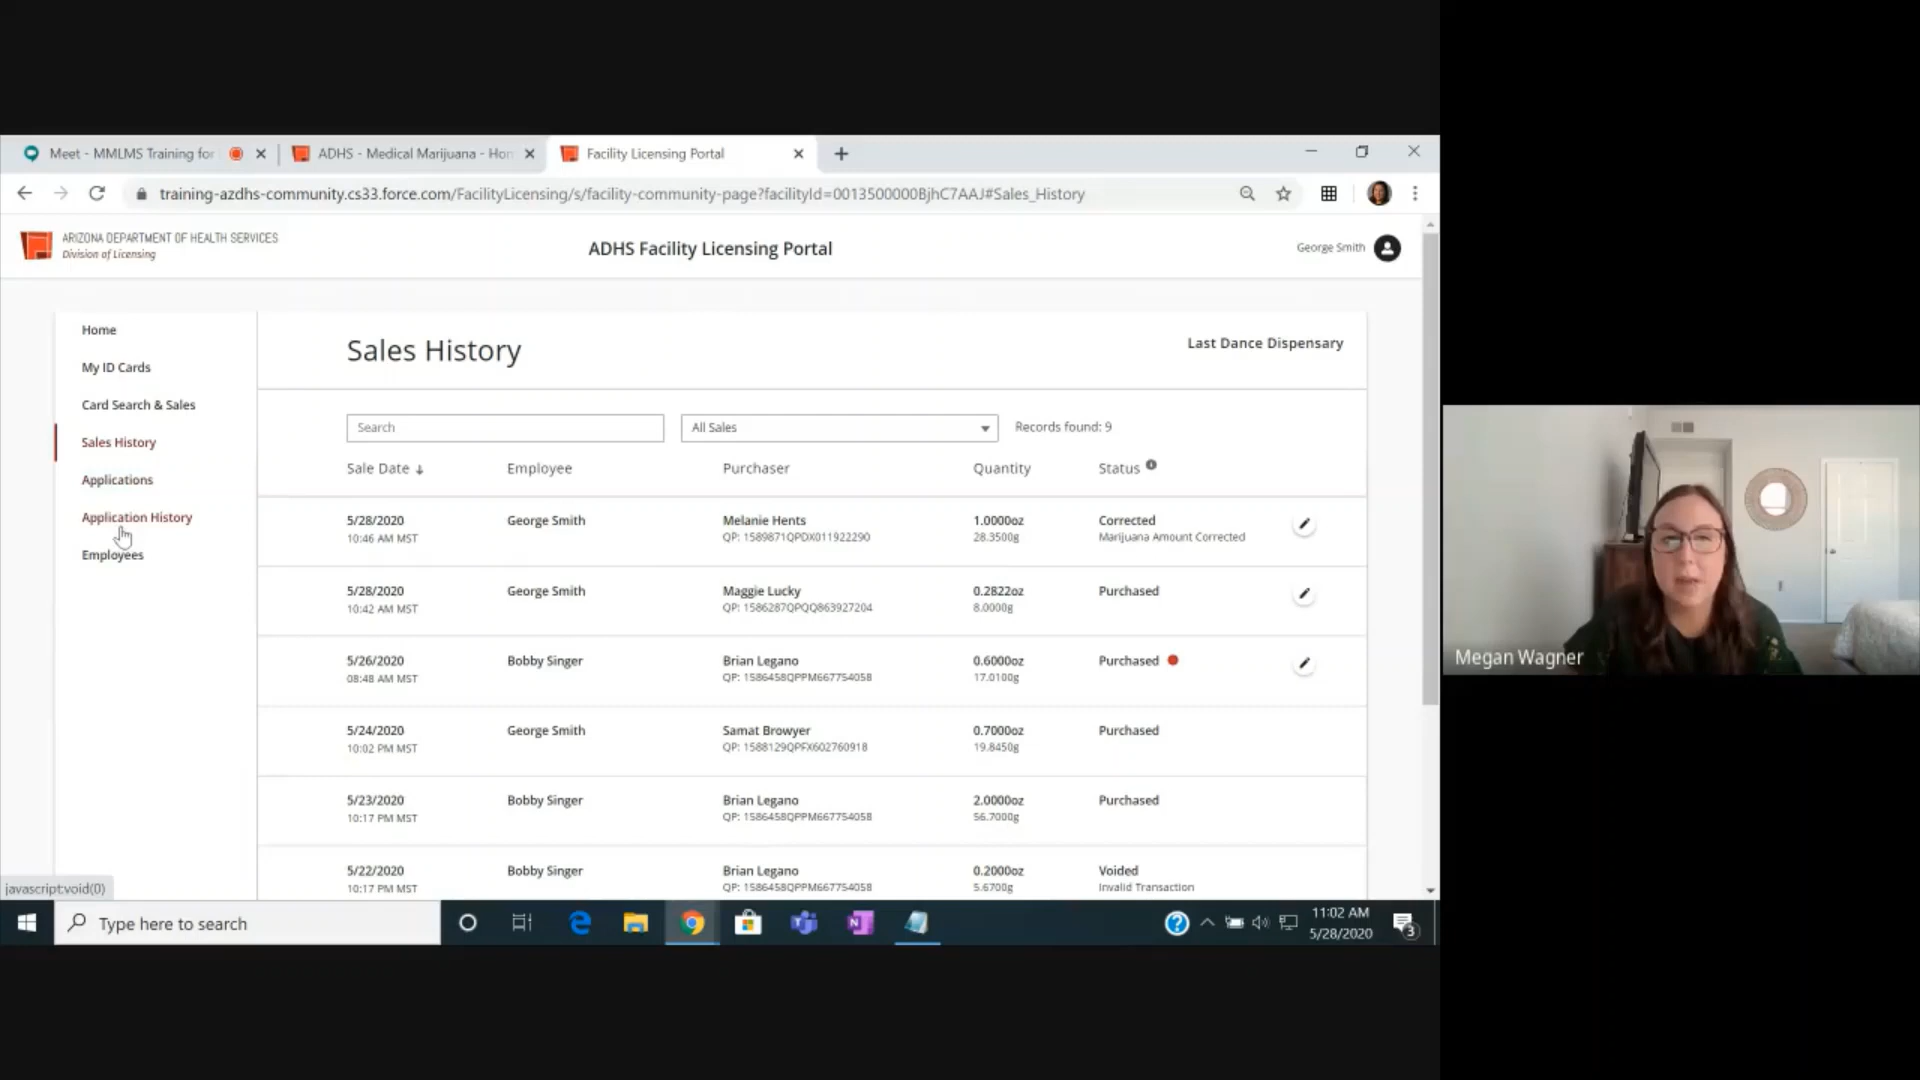 Meet - MMLMS Training for
ADHS - Medical Marijuana - Hon
Facility Licensing Portal
training-azdhs-community.cs33.force.com/FacilityLicensing/s/facility-community-page?facilityId=0013500000BjhC7AAJ#Sales_History
ARIZONA DEPARTMENT OF HEALTH SERVICES
Division of Licensing
ADHS Facility Licensing Portal
George Smith
Home
My ID Cards
Card Search & Sales
Sales History
Applications
Application History
Employees
Sales History
Last Dance Dispensary
Search
All Sales
Records found: 9
Sale Date Employee Purchaser Quantity Status
5/28/2020 George Smith Melanie Hents 1.0000oz Corrected
10:46 AM MST QP: 1589871QPDX011922290 28.3500g Marijuana Amount Corrected
5/28/2020 George Smith Maggie Lucky 0.2822oz Purchased
10:42 AM MST QP: 1586287QPQQ863927204 8.0000g
5/26/2020 Bobby Singer Brian Legano 0.6000oz Purchased
08:48 AM MST QP: 1586458QPPM667754058 17.0100g
5/24/2020 George Smith Samat Browyer 0.7000oz Purchased
10:02 PM MST QP: 1588129QPFX602760918 19.8450g
5/23/2020 Bobby Singer Brian Legano 2.0000oz Purchased
10:17 PM MST QP: 1586458QPPM667754058 56.7000g
5/22/2020 Bobby Singer Brian Legano 0.2000oz Voided
10:17 PM MST QP: 1586458QPPM667754058 5.6700g Invalid Transaction
javascript:void(0)
Type here to search
11:02 AM
5/28/2020
3
Megan Wagner